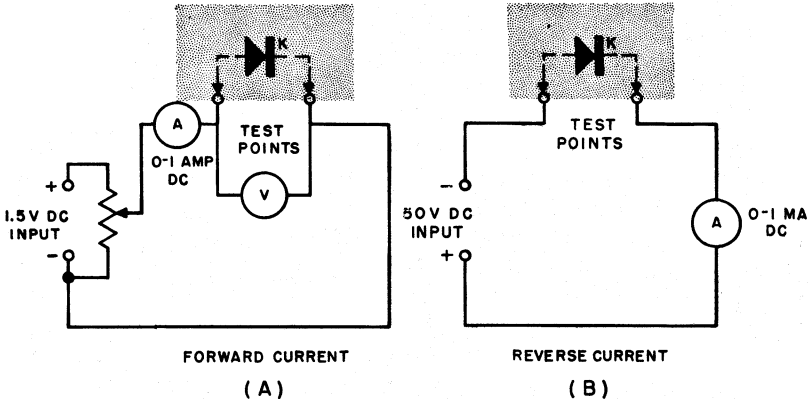 K
A
TEST
POINTS
0-1 AMP
DC
V
+
1.5V DC
INPUT
-
FORWARD CURRENT
(A)
K
TEST
POINTS
-
50V DC
INPUT
+
A
0-1 MA
DC
REVERSE CURRENT
(B)